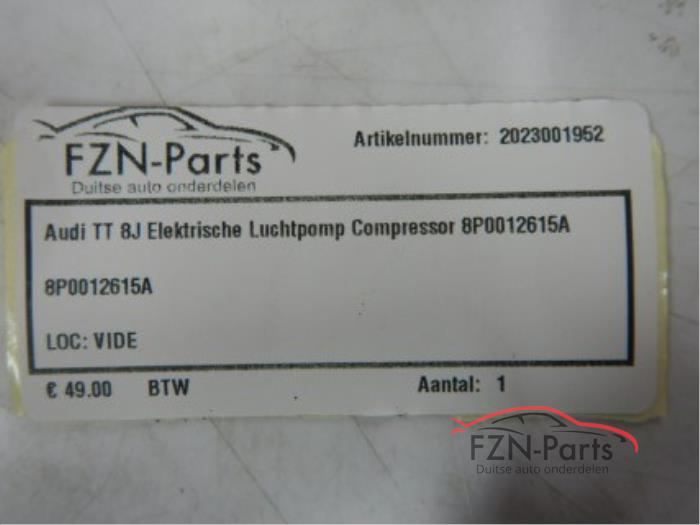 FZN-Parts
Duitse auto onderdelen
Artikelnummer: 2023001952
Audi TT 8J Elektrische Luchtpomp Compressor 8P0012615A
8P0012615A
LOC: VIDE
€ 49.00 BTW Aantal: 1
FZN-Parts
Duitse auto onderdelen